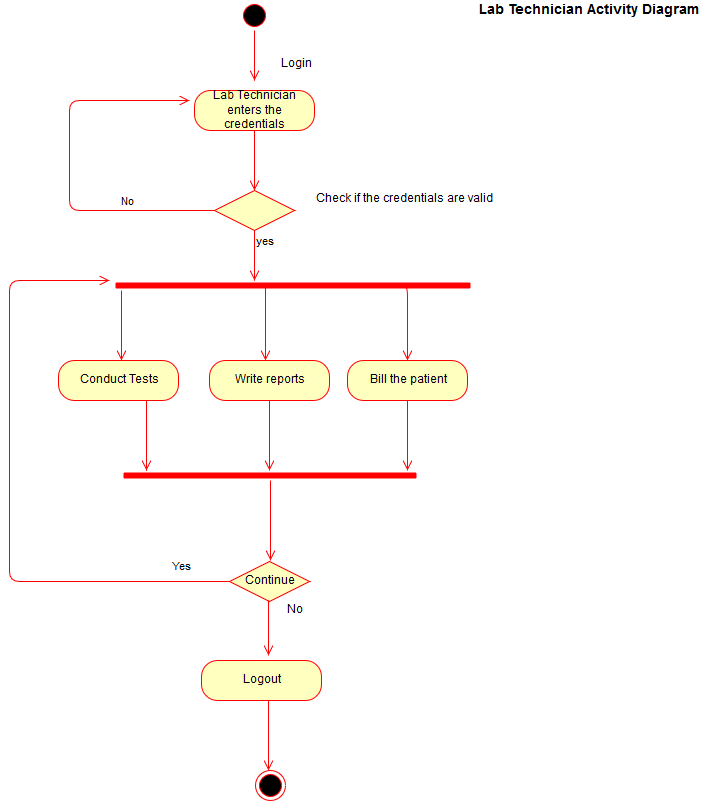 Lab Technician Activity Diagram
Login
Lab Technician
enters the
credentials
No
Check if the credentials are valid
yes
Conduct Tests
Write reports
Bill the patient
Yes
Continue
No
Logout